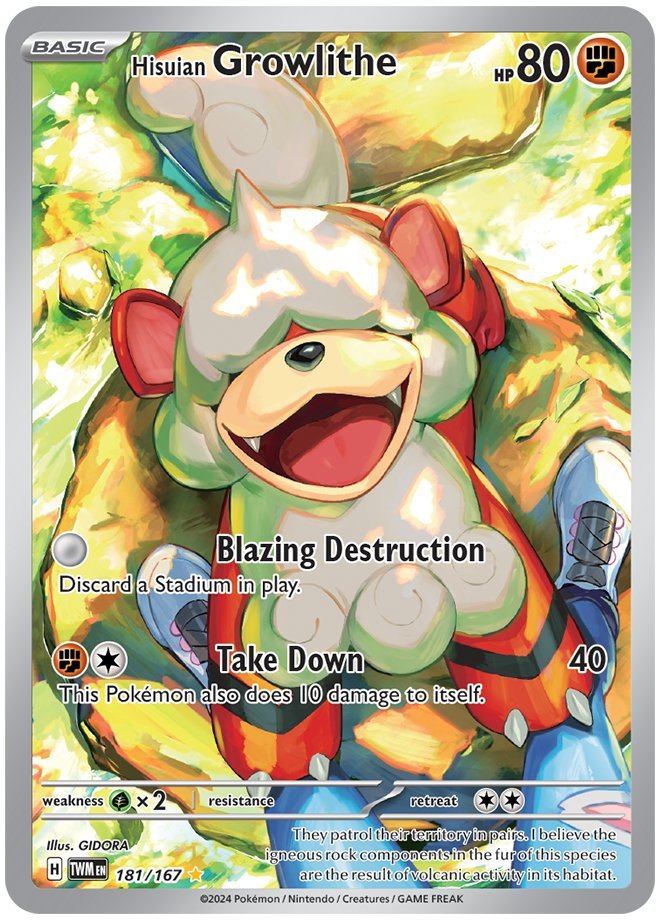 BASIC
Hisuian Growlithe HP 80
Blazing Destruction
Discard a Stadium in play.
Take Down 40
This Pokémon also does 10 damage to itself.
weakness ×2 resistance retreat
Illus. GIDORA
They patrol their territory in pairs. I believe the
igneous rock components in the fur of this species
are the result of volcanic activity in its habitat.
H TWM EN 181/167
©2024 Pokémon / Nintendo / Creatures / GAME FREAK